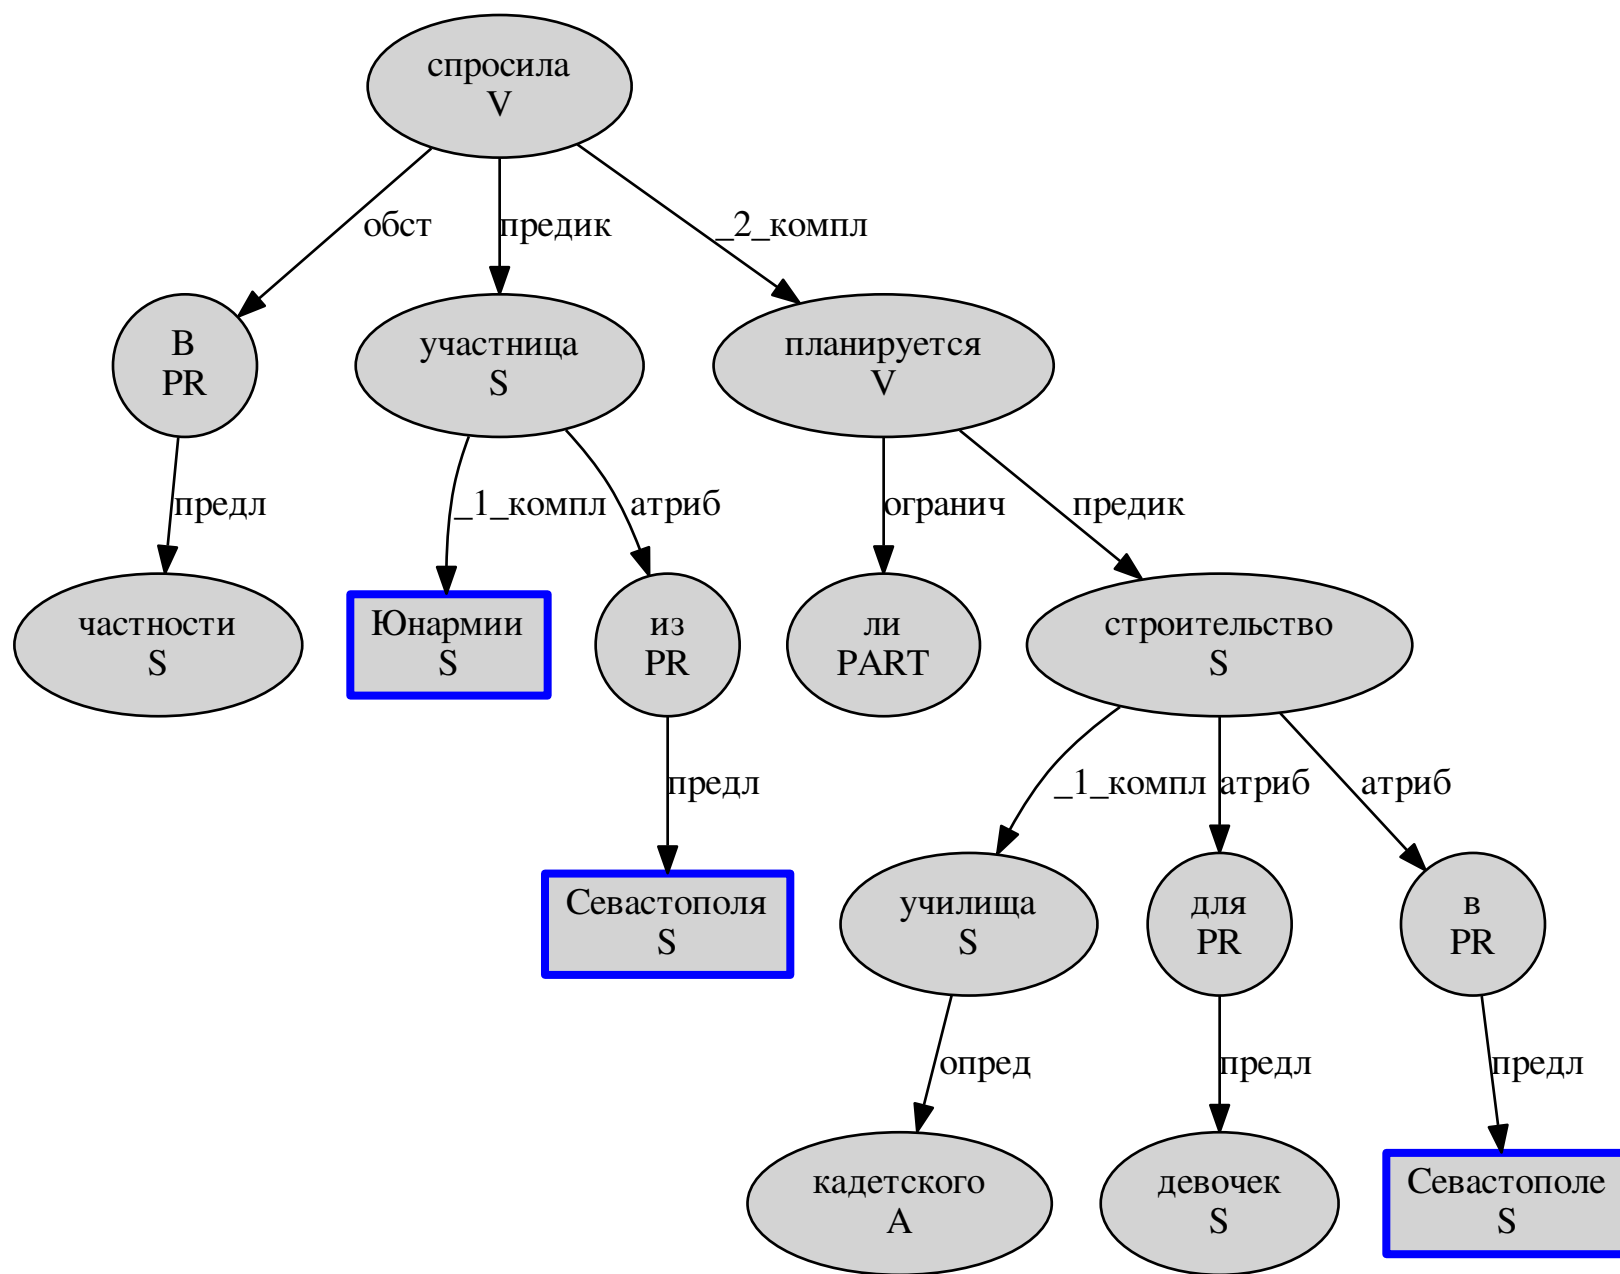 спросила
V
обст
предик
_2_компл
В
PR
участница
S
планируется
V
предл
_1_компл
атриб
огранич
предик
частности
S
Юнармии
S
из
PR
ли
PART
строительство
S
предл
_1_компл
атриб
атриб
Севастополя
S
училища
S
для
PR
в
PR
опред
предл
предл
кадетского
A
девочек
S
Севастополе
S